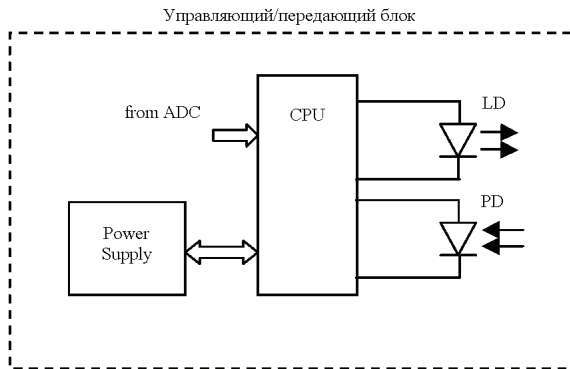 Управляющий/передающий блок
from ADC
CPU
LD
PD
Power
Supply